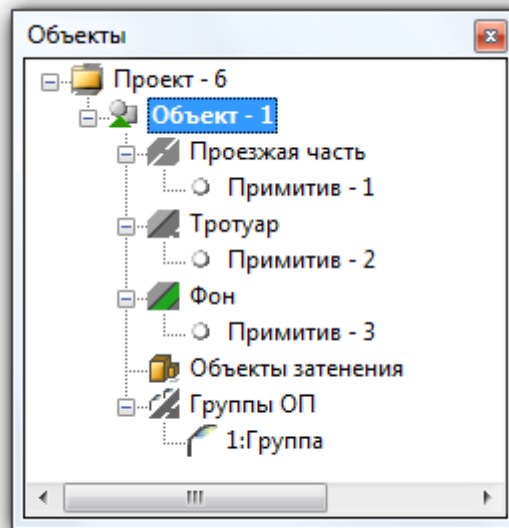 Объекты
Проект - 6
Объект - 1
Проезжая часть
Примитив - 1
Тротуар
Примитив - 2
Фон
Примитив - 3
Объекты затенения
Группы ОП
1:Группа